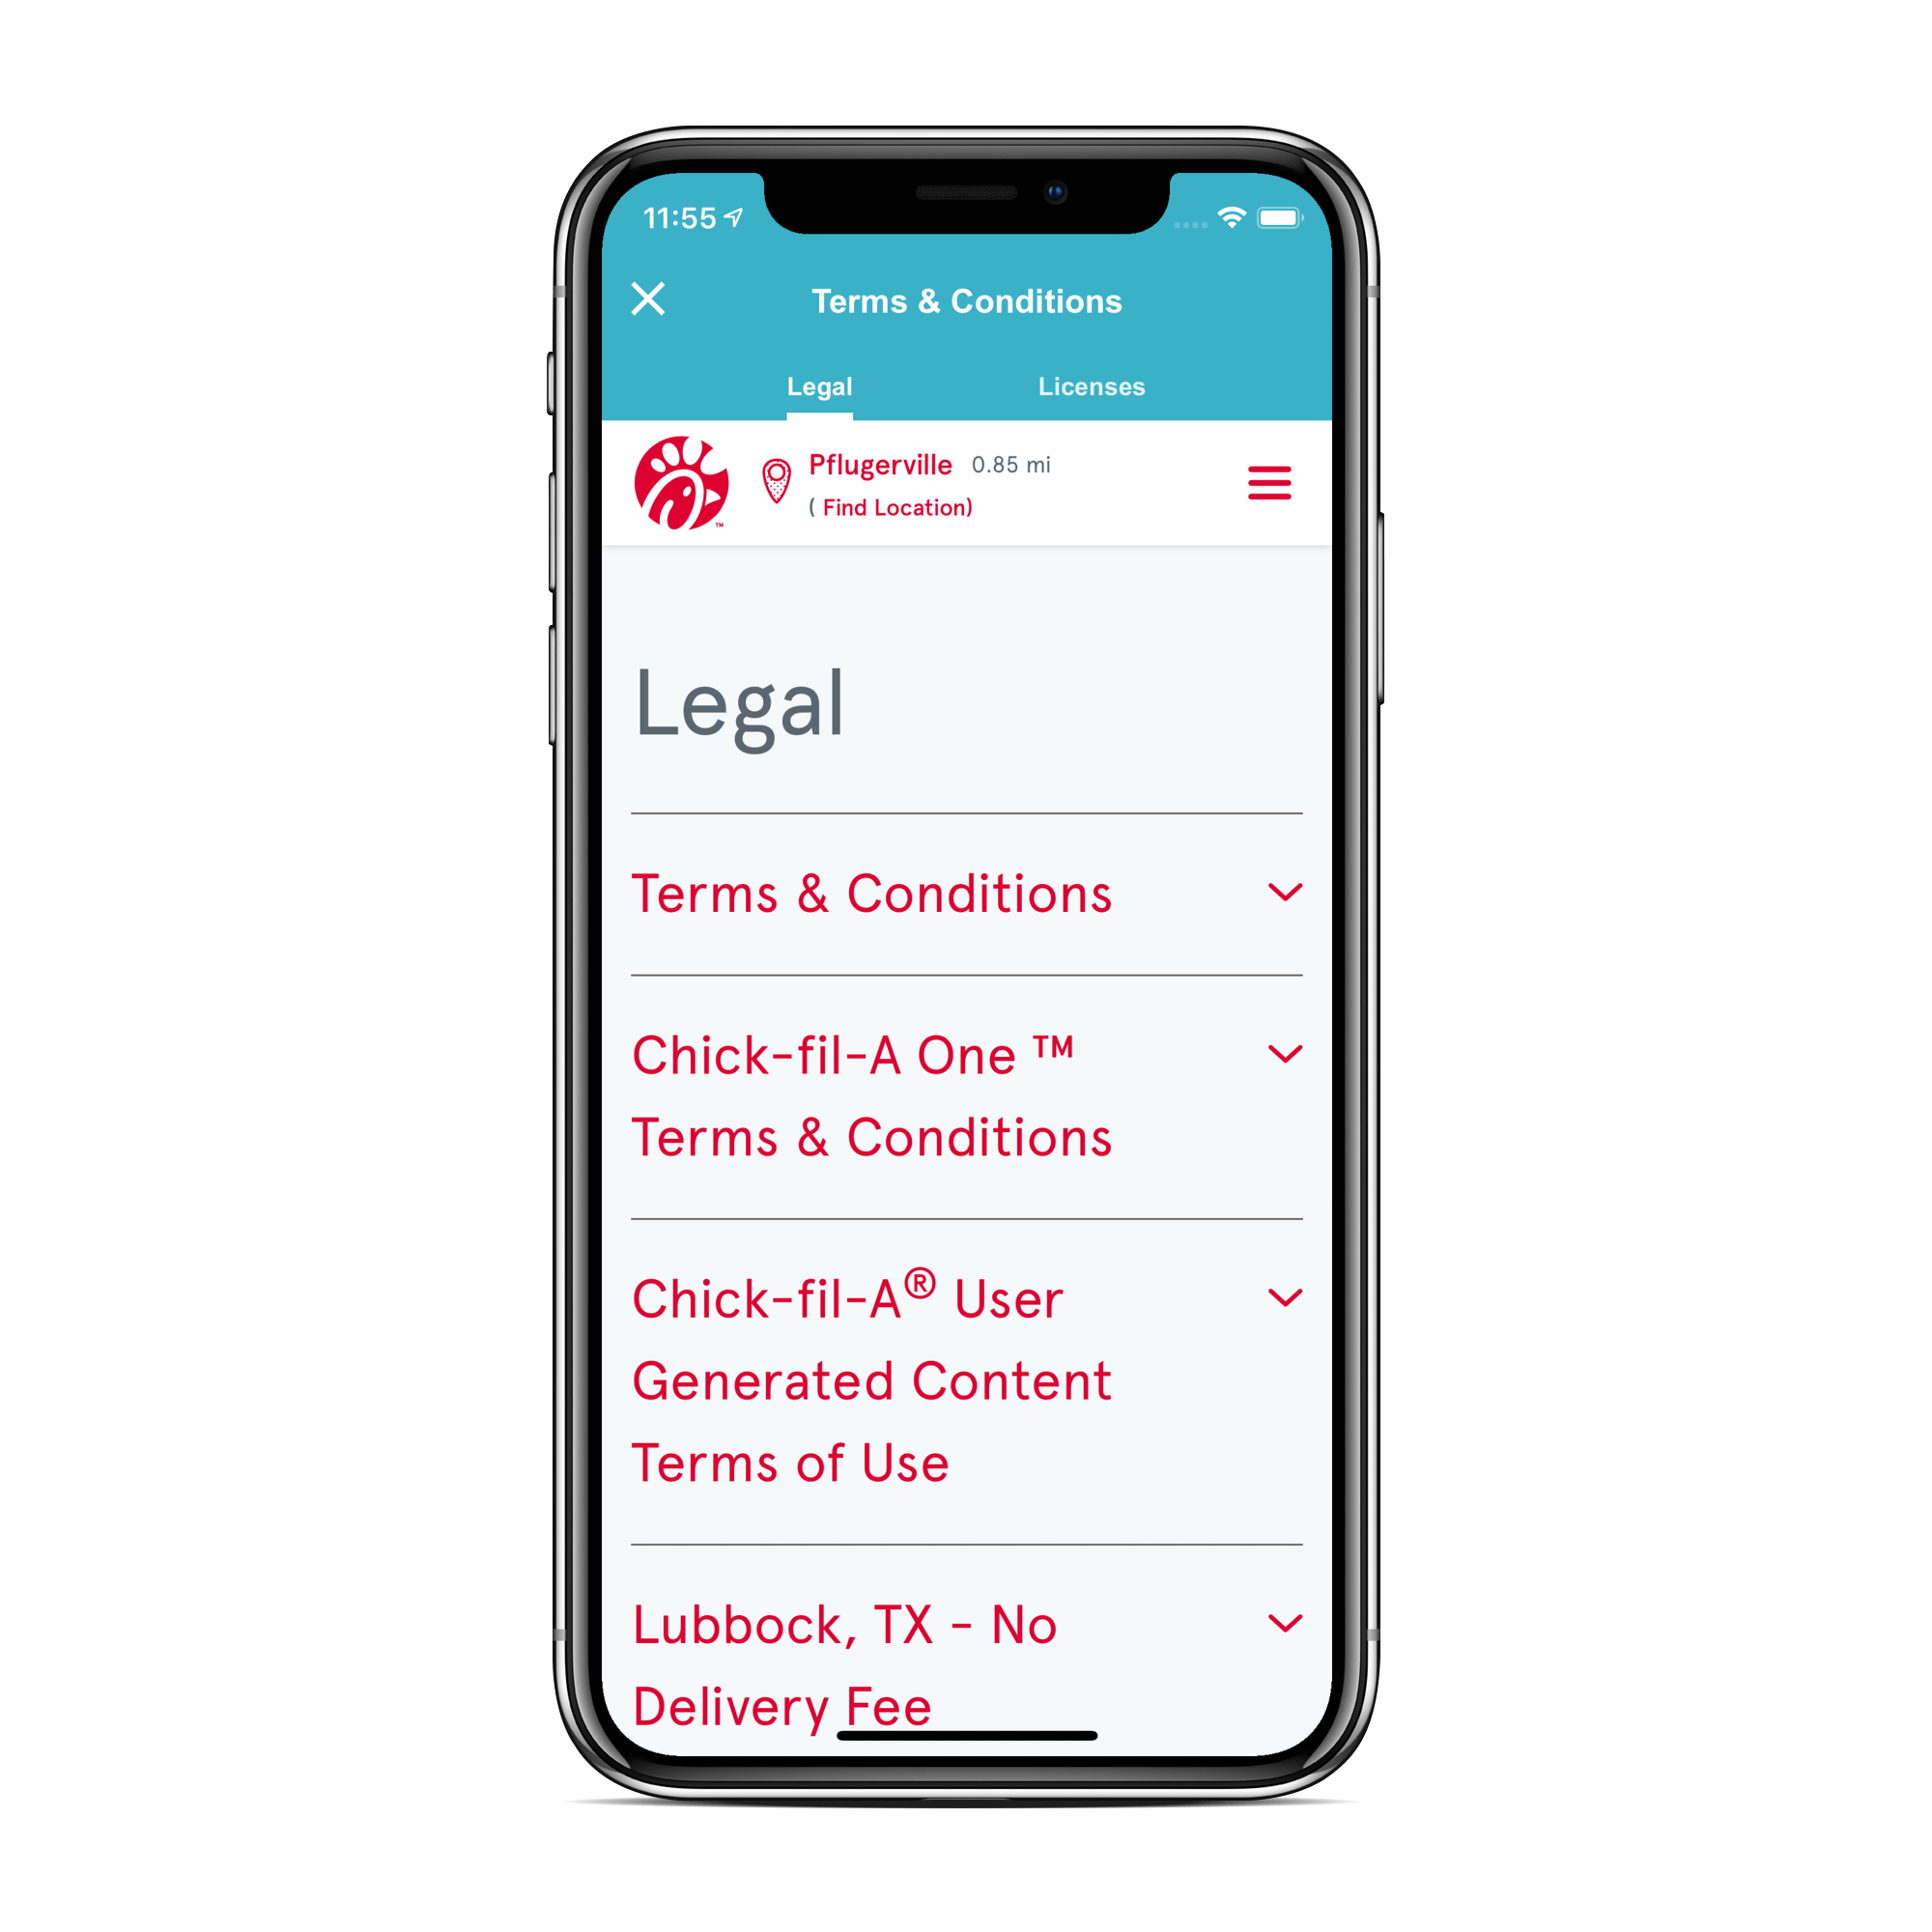 11:55
Terms & Conditions
Legal Licenses
Pflugerville 0.85 mi
( Find Location)
TM
Legal
Terms & Conditions
Chick-fil-A One ™
Terms & Conditions
Chick-fil-A® User
Generated Content
Terms of Use
Lubbock, TX - No
Delivery Fee